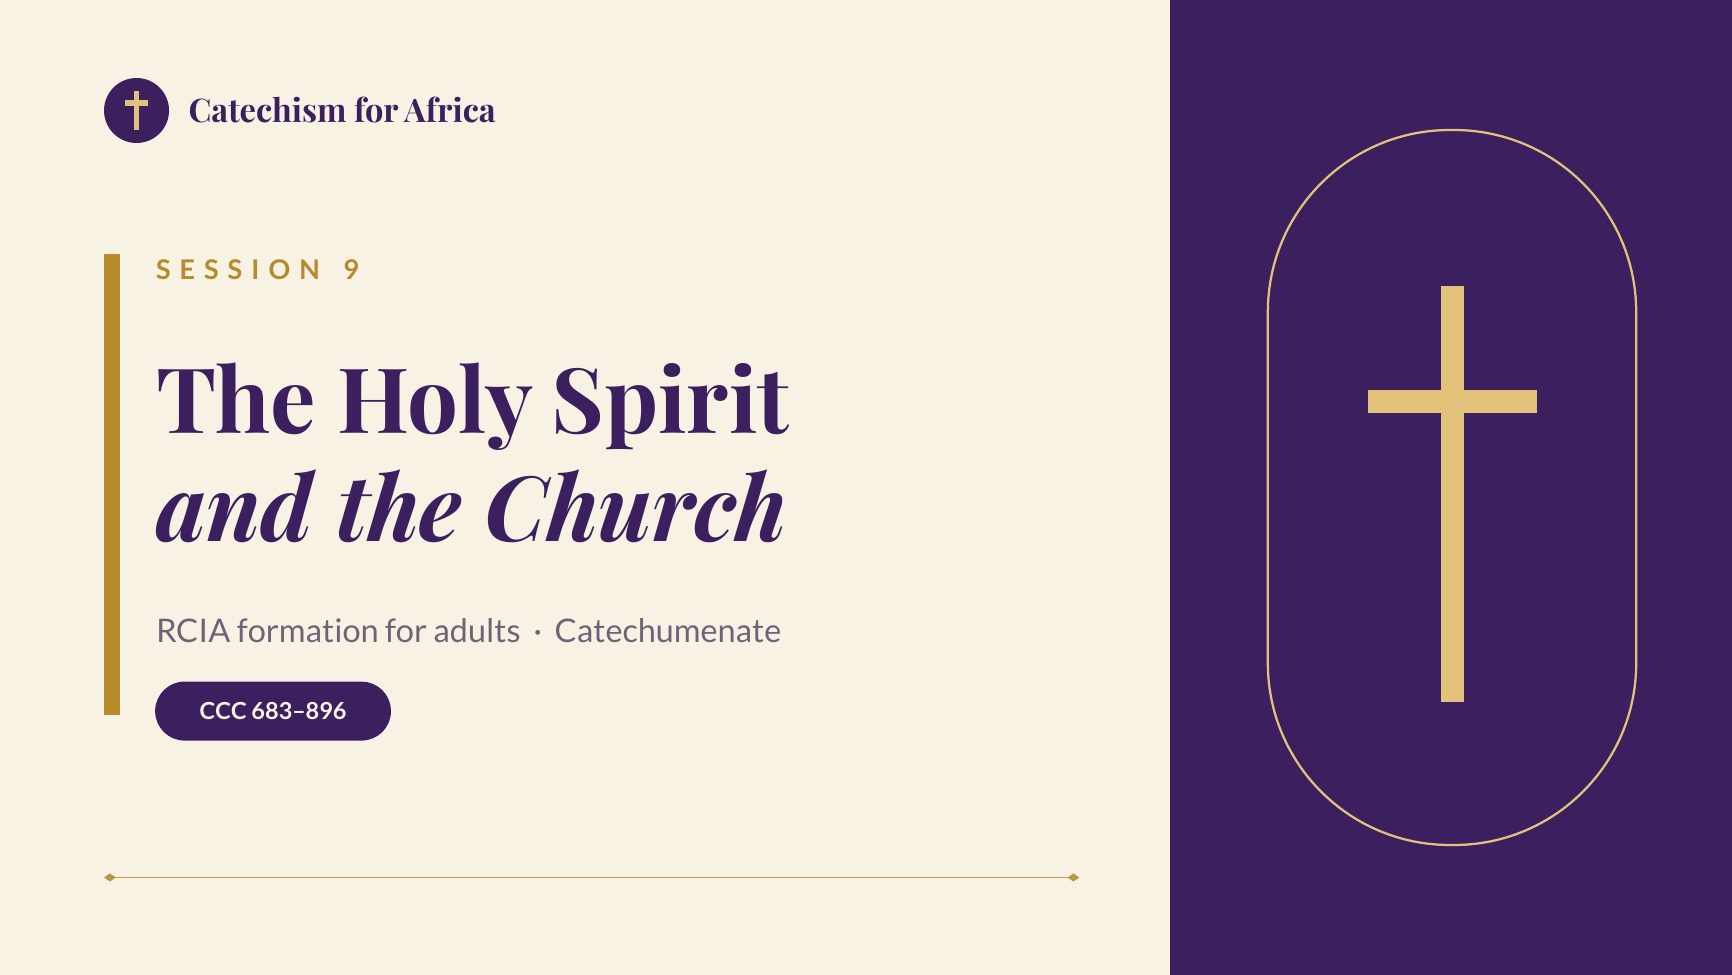 Catechism for Africa
SESSION 9
The Holy Spirit
and the Church
RCIA formation for adults · Catechumenate
CCC 683–896